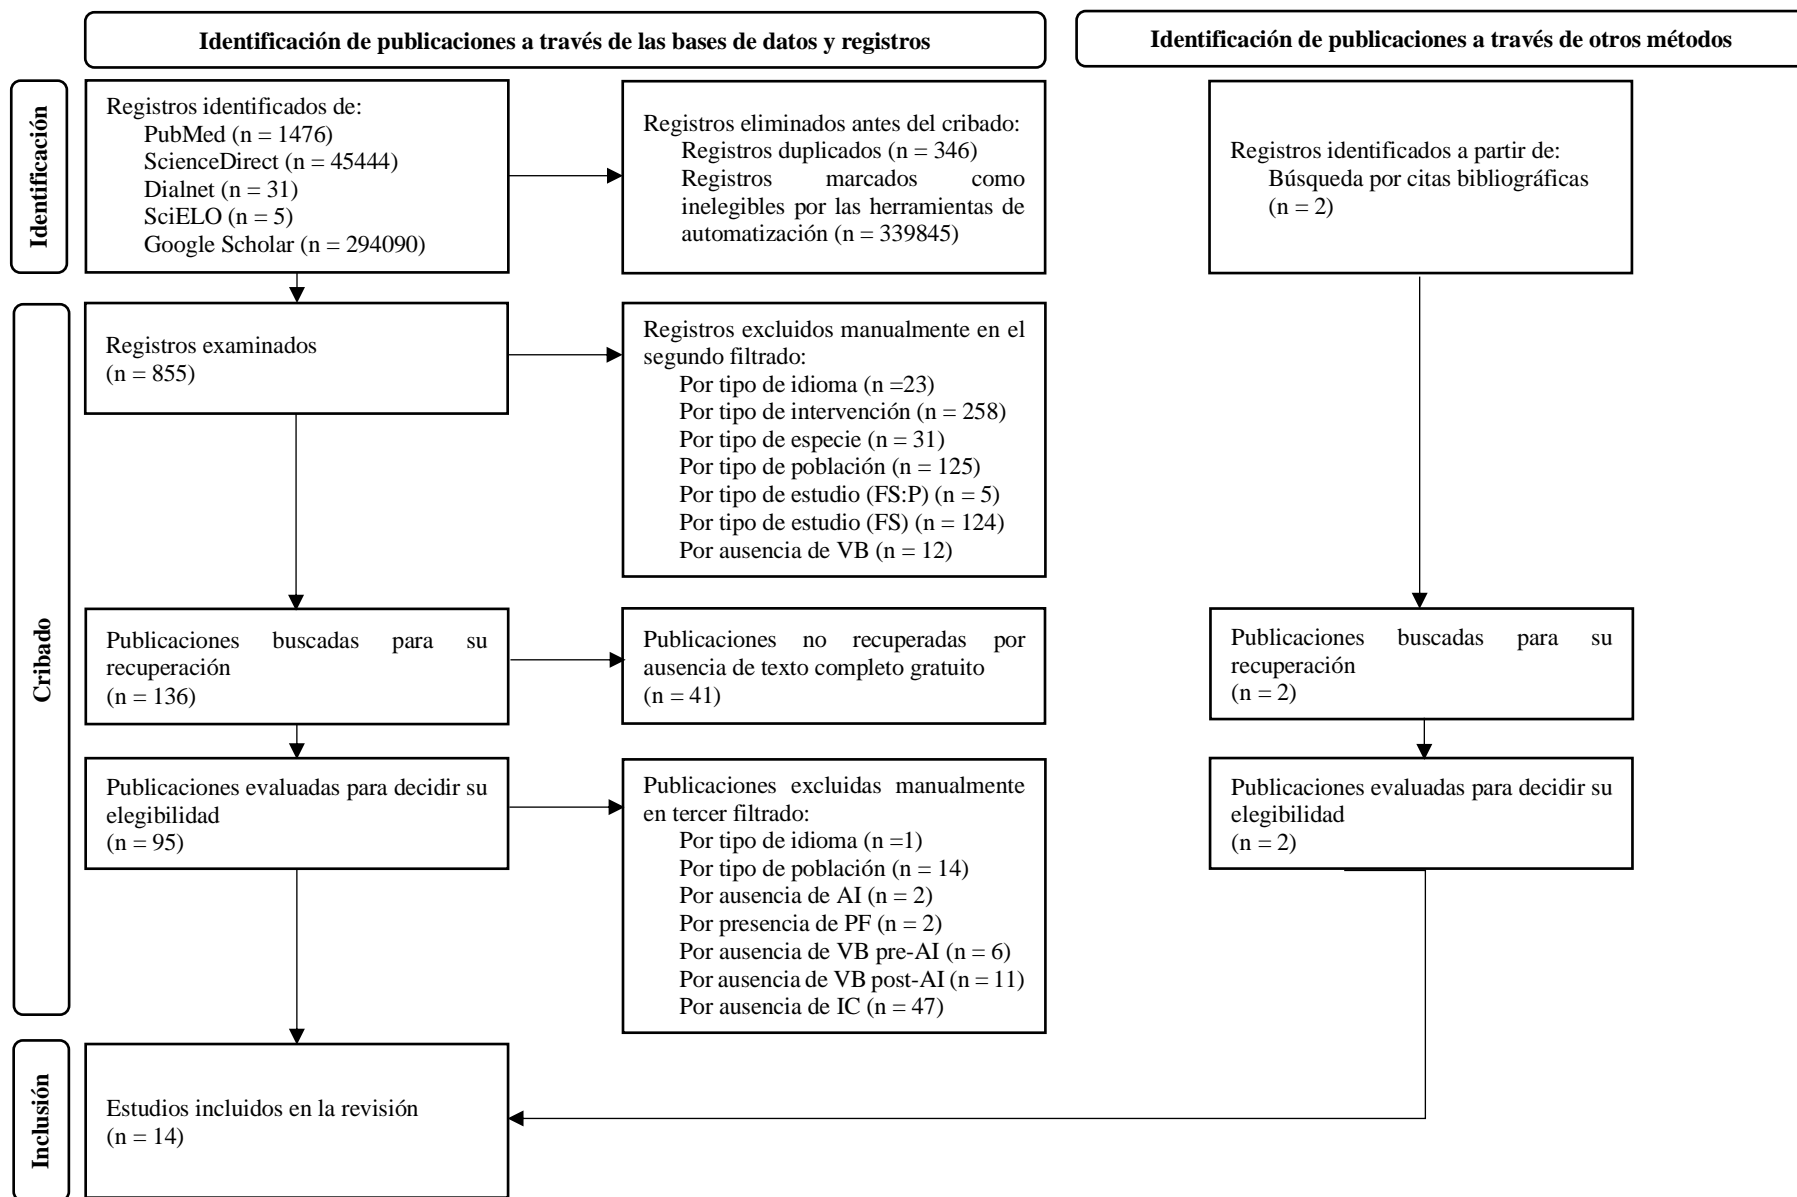 Identificación de publicaciones a través de las bases de datos y registros
Identificación de publicaciones a través de otros métodos
Identificación
Registros identificados de:
PubMed (n = 1476)
ScienceDirect (n = 45444)
Dialnet (n = 31)
SciELO (n = 5)
Google Scholar (n = 294090)
Registros eliminados antes del cribado:
Registros duplicados (n = 346)
Registros marcados como
inelegibles por las herramientas de
automatización (n = 339845)
Registros identificados a partir de:
Búsqueda por citas bibliográficas
(n = 2)
Cribado
Registros examinados
(n = 855)
Registros excluidos manualmente en el
segundo filtrado:
Por tipo de idioma (n =23)
Por tipo de intervención (n = 258)
Por tipo de especie (n = 31)
Por tipo de población (n = 125)
Por tipo de estudio (FS:P) (n = 5)
Por tipo de estudio (FS) (n = 124)
Por ausencia de VB (n = 12)
Publicaciones buscadas para su
recuperación
(n = 136)
Publicaciones no recuperadas por
ausencia de texto completo gratuito
(n = 41)
Publicaciones buscadas para su
recuperación
(n = 2)
Publicaciones evaluadas para decidir su
elegibilidad
(n = 95)
Publicaciones excluidas manualmente
en tercer filtrado:
Por tipo de idioma (n =1)
Por tipo de población (n = 14)
Por ausencia de AI (n = 2)
Por presencia de PF (n = 2)
Por ausencia de VB pre-AI (n = 6)
Por ausencia de VB post-AI (n = 11)
Por ausencia de IC (n = 47)
Publicaciones evaluadas para decidir su
elegibilidad
(n = 2)
Inclusión
Estudios incluidos en la revisión
(n = 14)